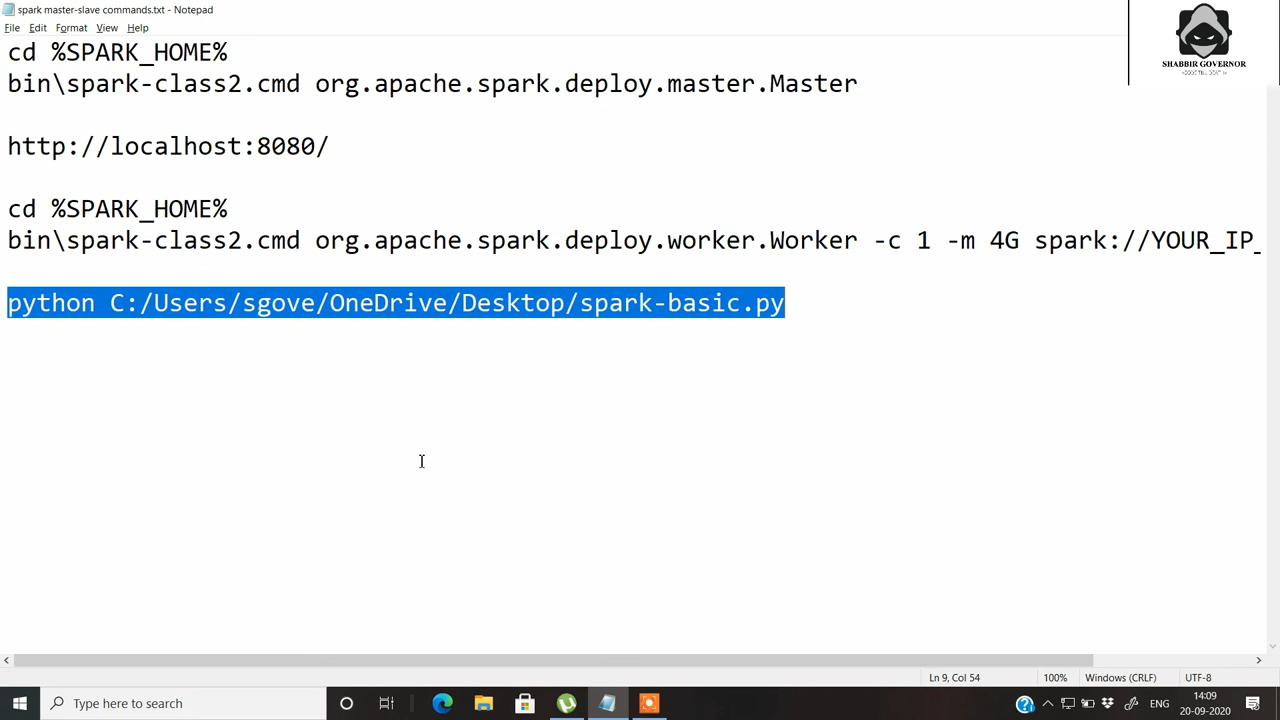 spark master-slave commands.txt - Notepad
File Edit Format View Help
cd %SPARK_HOME%
bin\spark-class2.cmd org.apache.spark.deploy.master.Master
http://localhost:8080/
cd %SPARK_HOME%
bin\spark-class2.cmd org.apache.spark.deploy.worker.Worker -c 1 -m 4G spark://YOUR_IP_
python C:/Users/sgove/OneDrive/Desktop/spark-basic.py
SHABBIR GOVERNOR
Ln 9, Col 54 100% Windows (CRLF) UTF-8
Type here to search
ENG
14:09
20-09-2020